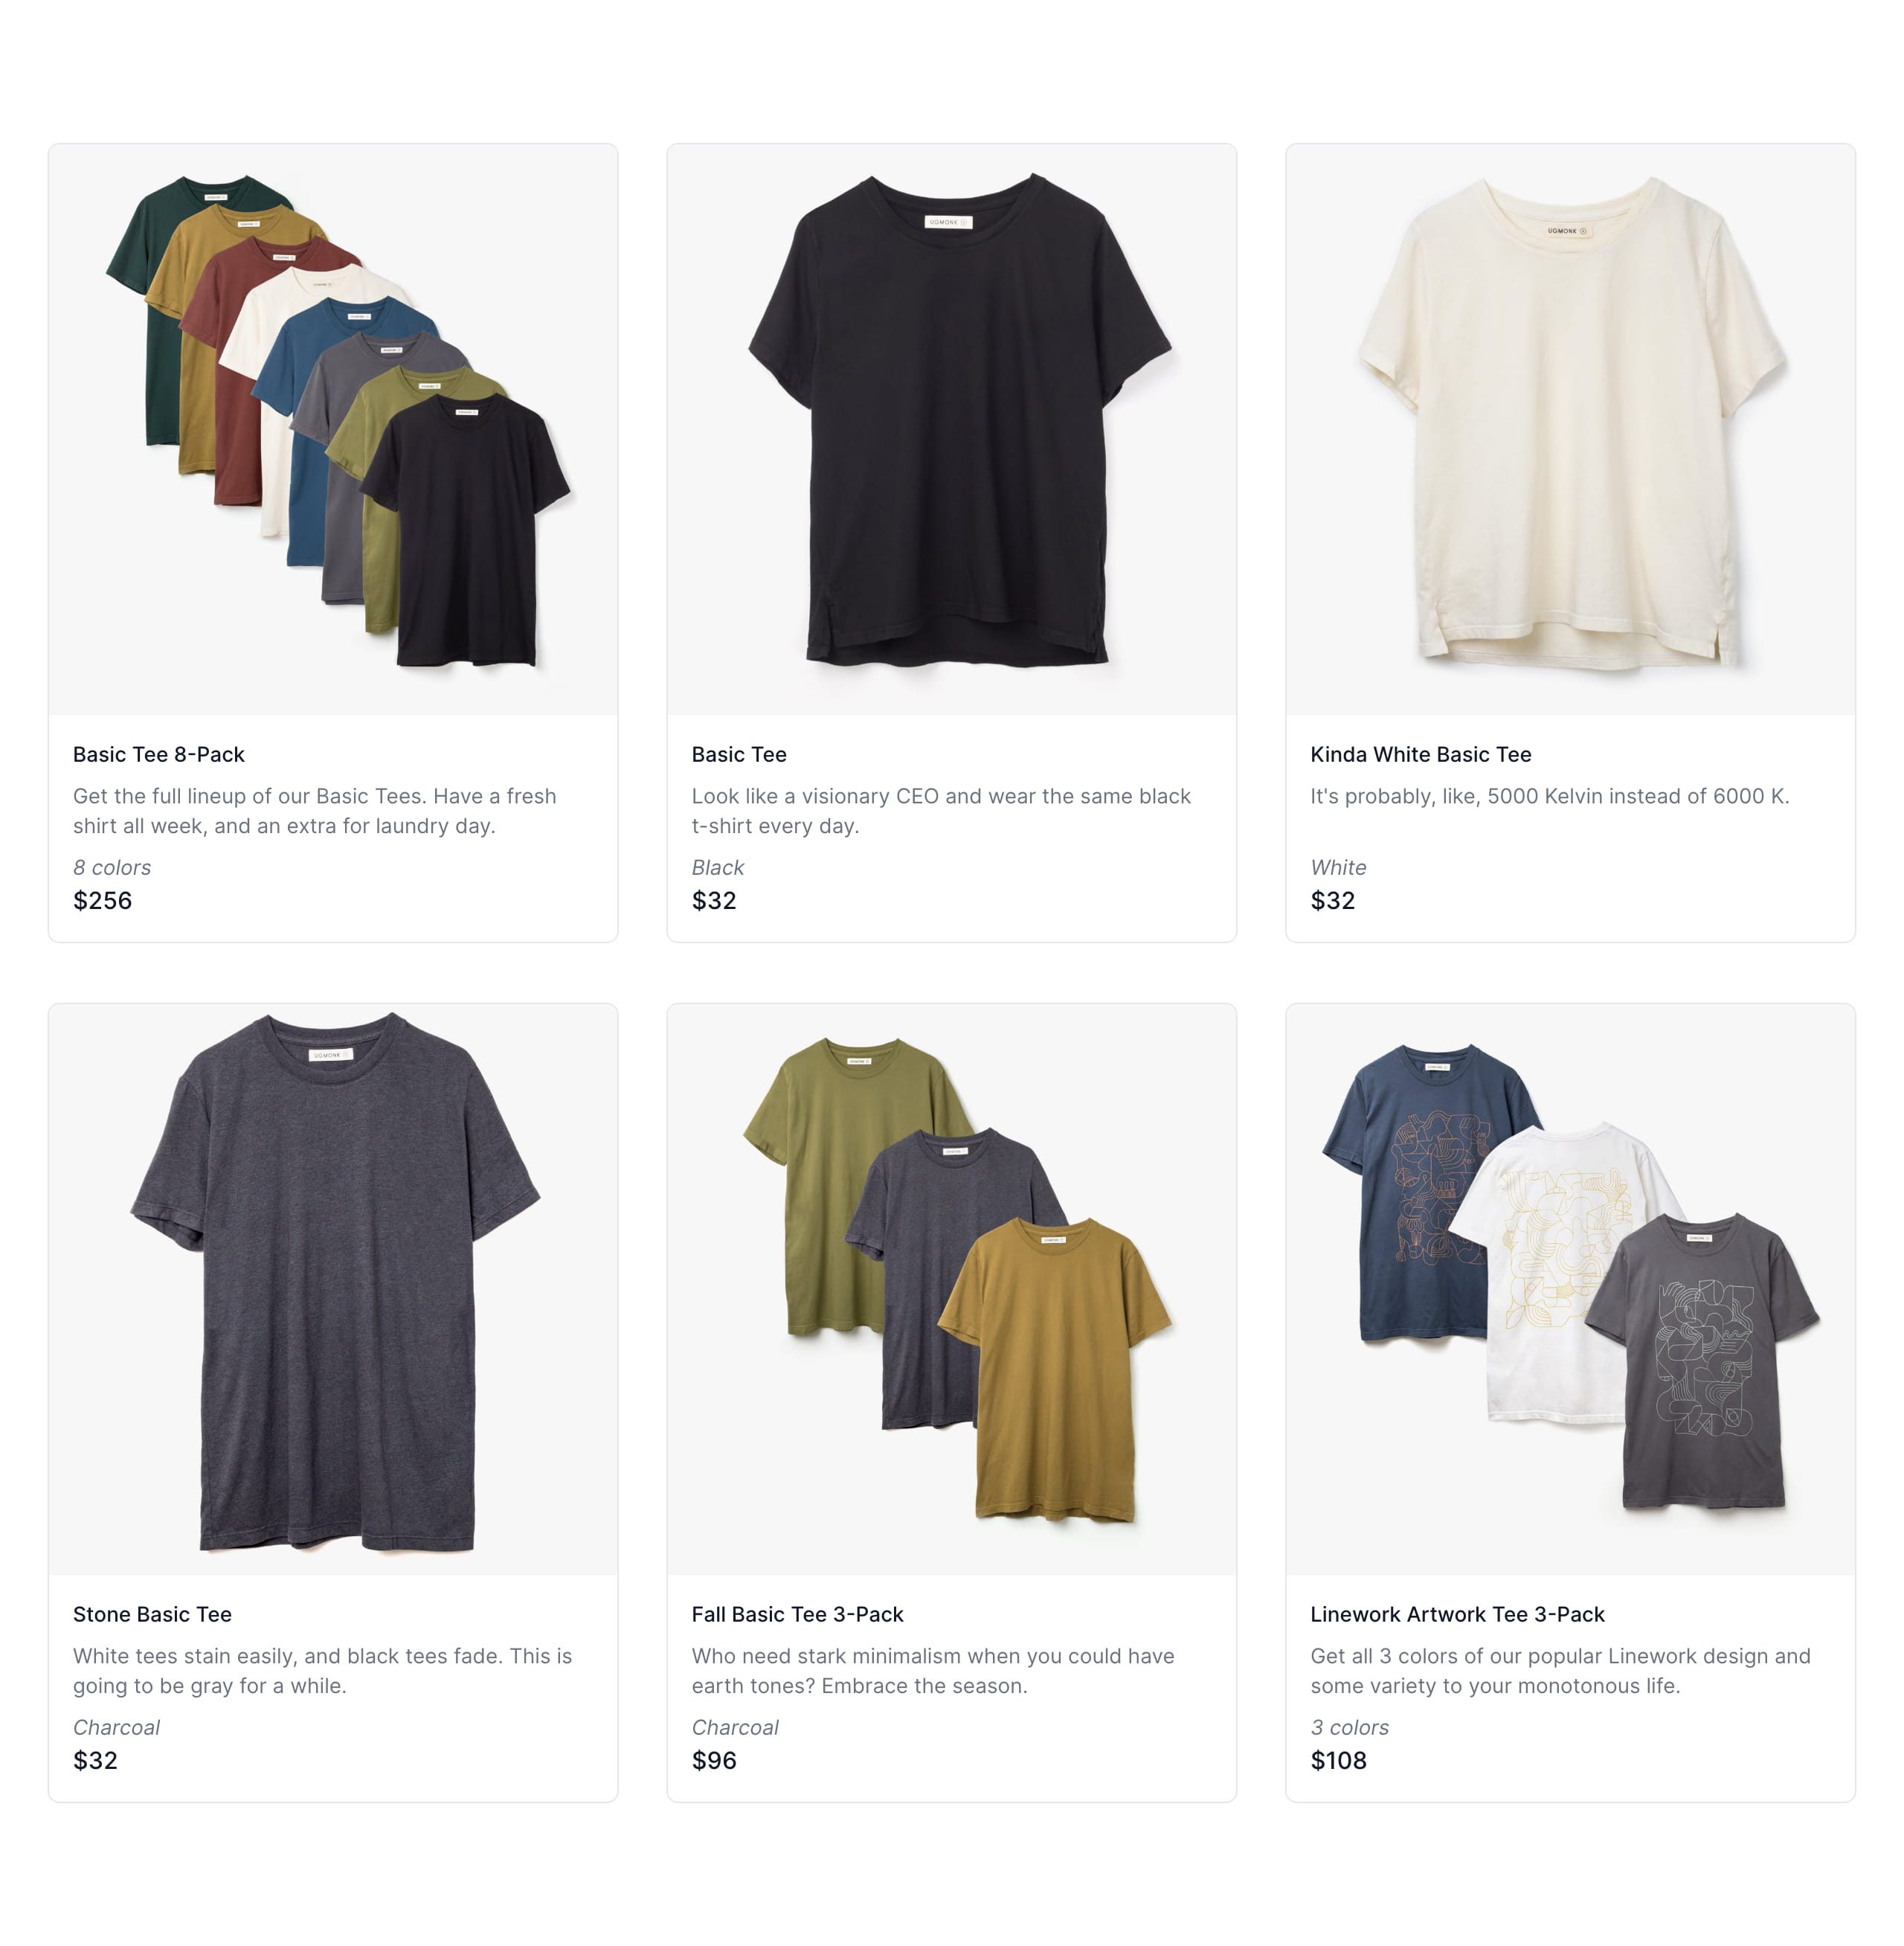 UGMONK
UGMONK
Basic Tee 8-Pack
Get the full lineup of our Basic Tees. Have a fresh
shirt all week, and an extra for laundry day.
8 colors
$256
Basic Tee
Look like a visionary CEO and wear the same black
t-shirt every day.
Black
$32
Kinda White Basic Tee
It's probably, like, 5000 Kelvin instead of 6000 K.
White
$32
UGMONK
Stone Basic Tee
White tees stain easily, and black tees fade. This is
going to be gray for a while.
Charcoal
$32
Fall Basic Tee 3-Pack
Who need stark minimalism when you could have
earth tones? Embrace the season.
Charcoal
$96
Linework Artwork Tee 3-Pack
Get all 3 colors of our popular Linework design and
some variety to your monotonous life.
3 colors
$108